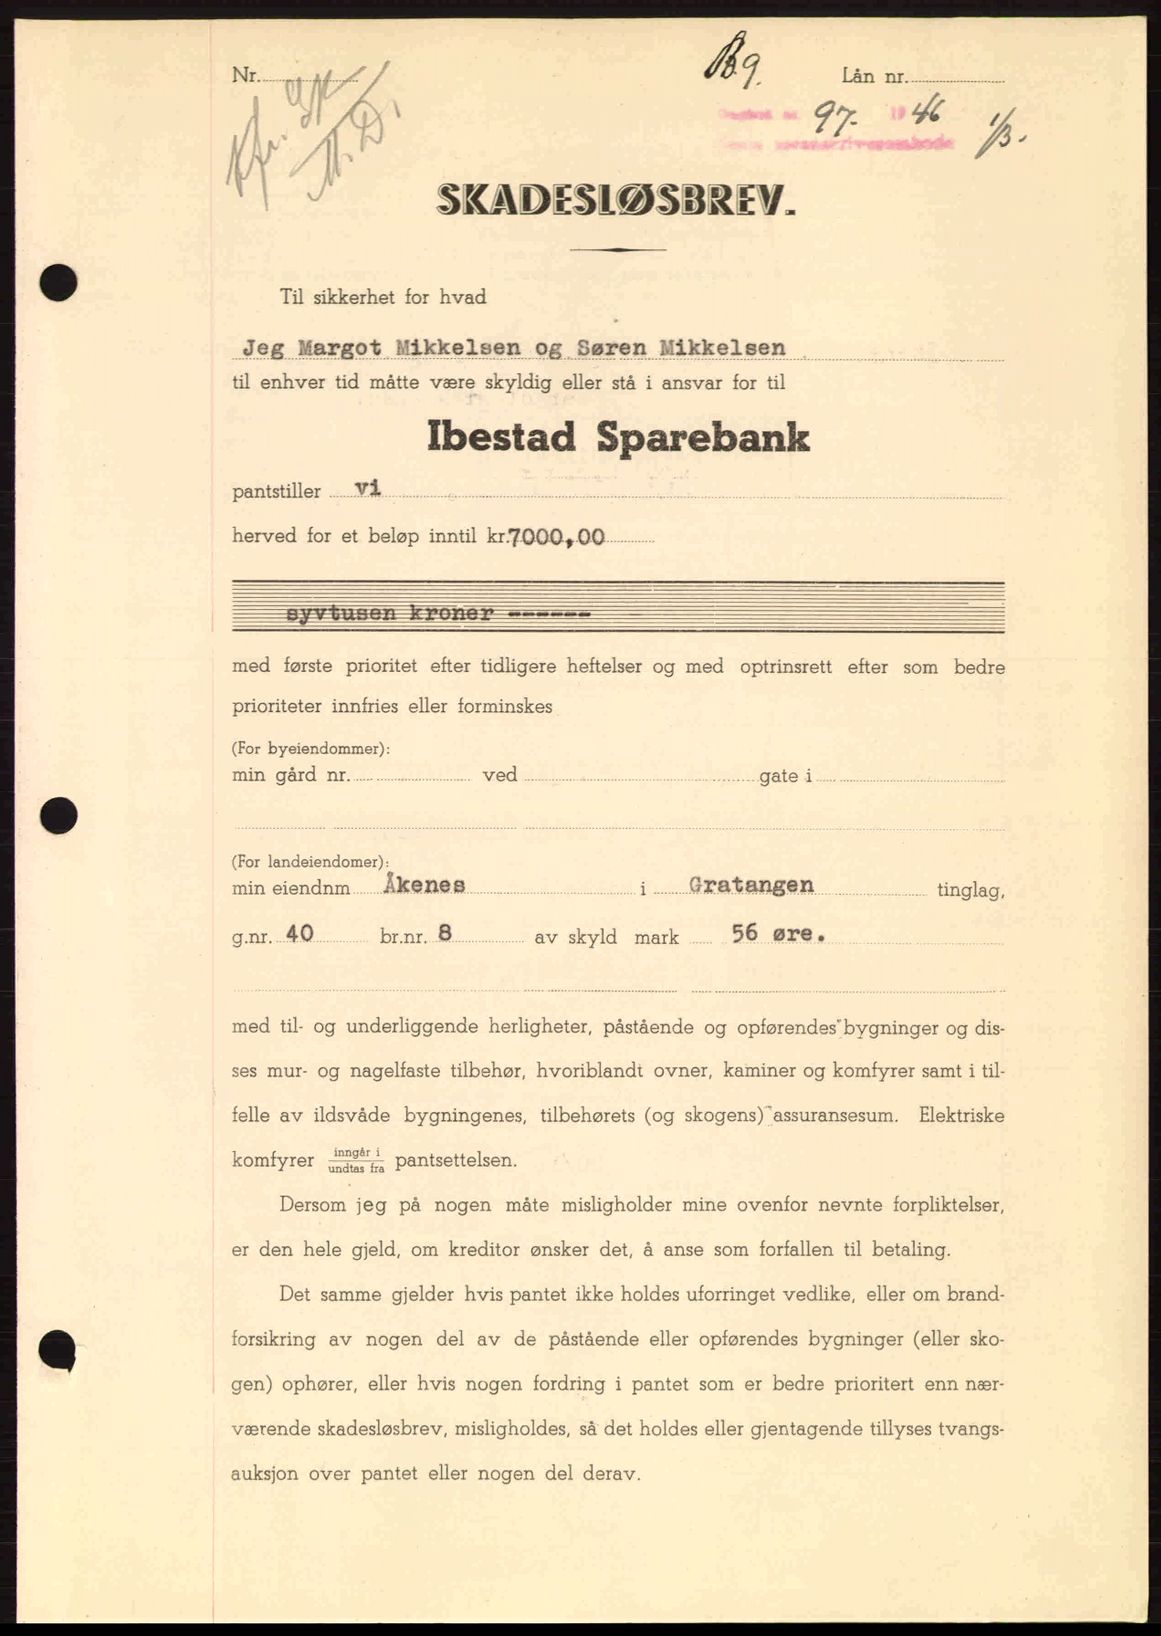 Nr.
B9.
Lån nr.
kfr. GK
M.D.
97. 1946 1/3.
SKADESLØSBREV.
Til sikkerhet for hvad
Jeg Margot Mikkelsen og Søren Mikkelsen
til enhver tid måtte være skyldig eller stå i ansvar for til
Ibestad Sparebank
pantstiller vi
herved for et beløp inntil kr.7000,00
syvtusen kroner ------
med første prioritet efter tidligere heftelser og med optrinsrett efter som bedre
prioriteter innfries eller forminskes
(For byeiendommer):
min gård nr. ved gate i
(For landeiendomer):
min eiendnm Åkenes i Gratangen tinglag,
g.nr. 40 br.nr. 8 av skyld mark 56 øre.
med til- og underliggende herligheter, påstående og opførendes bygninger og dis-
ses mur- og nagelfaste tilbehør, hvoriblandt ovner, kaminer og komfyrer samt i til-
felle av ildsvåde bygningenes, tilbehørets (og skogens) assuransesum. Elektriske
komfyrer inngår i / undtas fra pantsettelsen.
Dersom jeg på nogen måte misligholder mine ovenfor nevnte forpliktelser,
er den hele gjeld, om kreditor ønsker det, å anse som forfallen til betaling.
Det samme gjelder hvis pantet ikke holdes uforringet vedlike, eller om brand-
forsikring av nogen del av de påstående eller opførendes bygninger (eller sko-
gen) ophører, eller hvis nogen fordring i pantet som er bedre prioritert enn nær-
værende skadesløsbrev, misligholdes, så det holdes eller gjentagende tillyses tvangs-
auksjon over pantet eller nogen del derav.